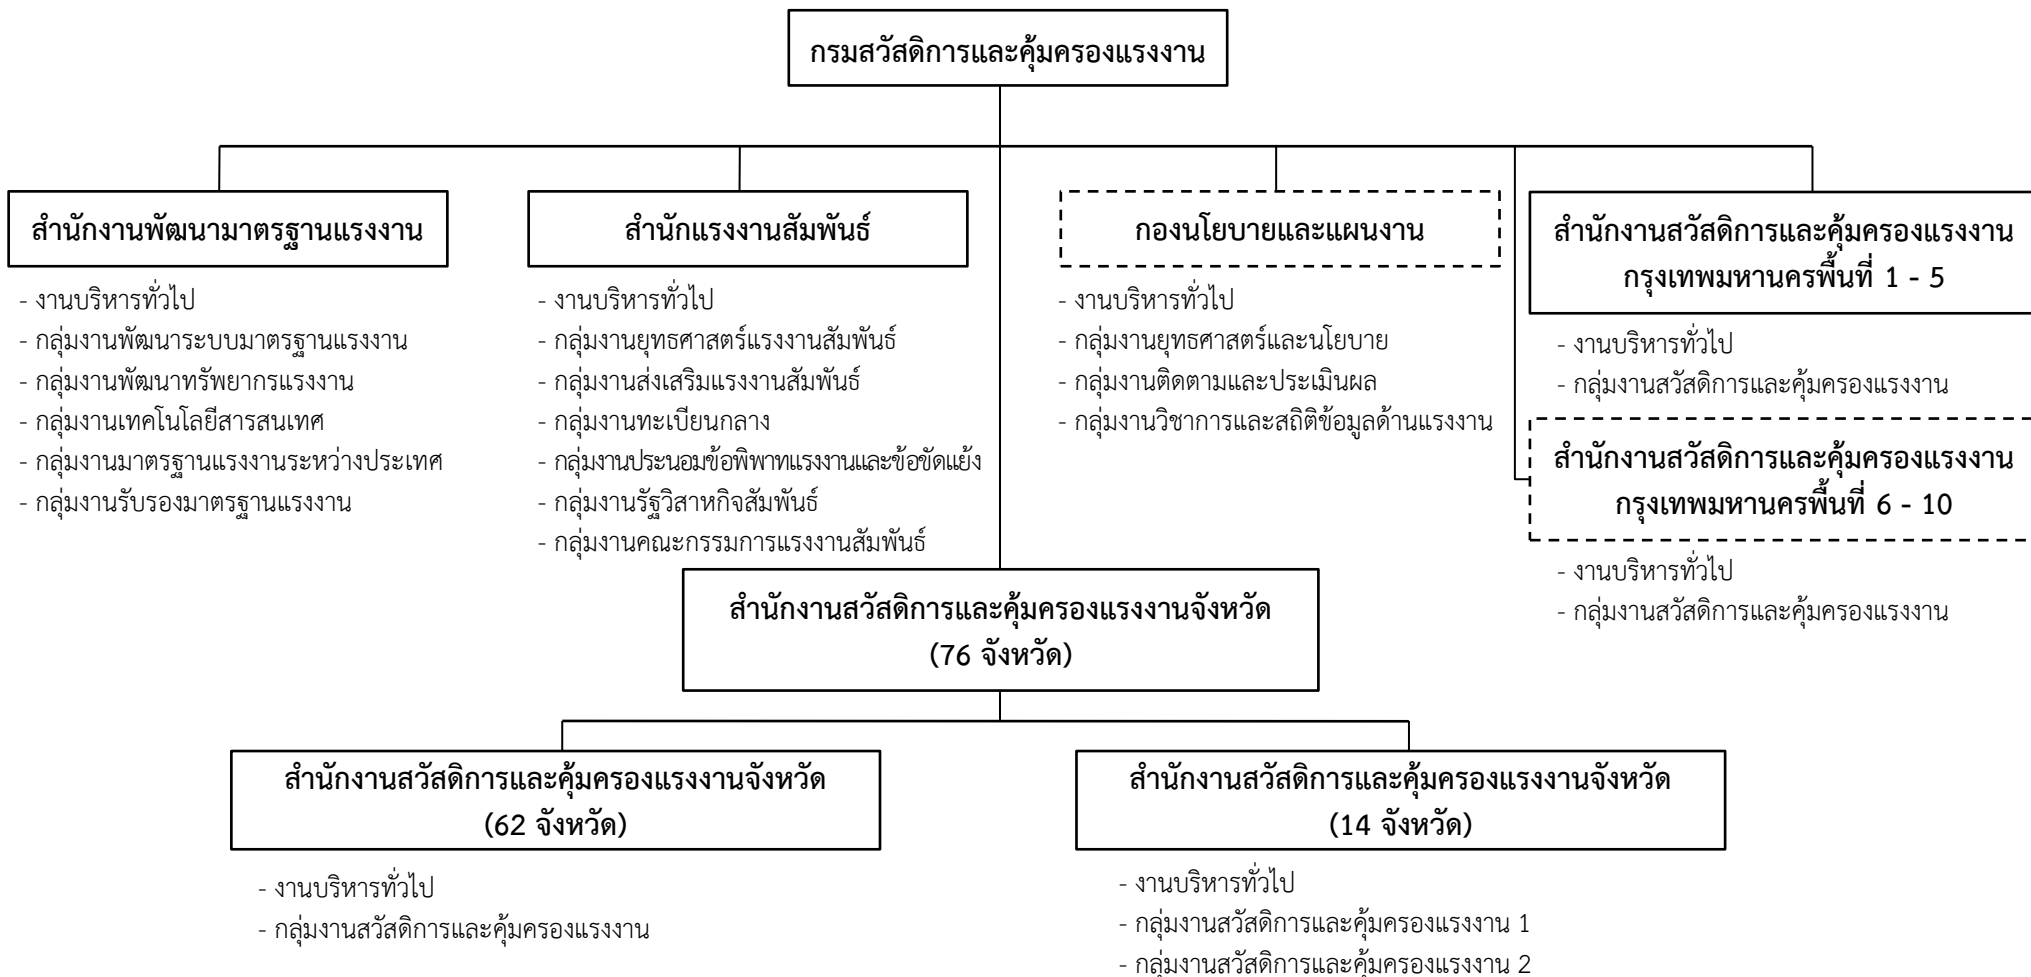 กรมสวัสดิการและคุ้มครองแรงงาน
สำนักงานพัฒนามาตรฐานแรงงาน
- งานบริหารทั่วไป
- กลุ่มงานพัฒนาระบบมาตรฐานแรงงาน
- กลุ่มงานพัฒนาทรัพยากรแรงงาน
- กลุ่มงานเทคโนโลยีสารสนเทศ
- กลุ่มงานมาตรฐานแรงงานระหว่างประเทศ
- กลุ่มงานรับรองมาตรฐานแรงงาน
สำนักแรงงานสัมพันธ์
- งานบริหารทั่วไป
- กลุ่มงานยุทธศาสตร์แรงงานสัมพันธ์
- กลุ่มงานส่งเสริมแรงงานสัมพันธ์
- กลุ่มงานทะเบียนกลาง
- กลุ่มงานประนอมข้อพิพาทแรงงานและข้อขัดแย้ง
- กลุ่มงานรัฐวิสาหกิจสัมพันธ์
- กลุ่มงานคณะกรรมการแรงงานสัมพันธ์
กองนโยบายและแผนงาน
- งานบริหารทั่วไป
- กลุ่มงานยุทธศาสตร์และนโยบาย
- กลุ่มงานติดตามและประเมินผล
- กลุ่มงานวิชาการและสถิติข้อมูลด้านแรงงาน
สำนักงานสวัสดิการและคุ้มครองแรงงาน
กรุงเทพมหานครพื้นที่ 1 - 5
- งานบริหารทั่วไป
- กลุ่มงานสวัสดิการและคุ้มครองแรงงาน
สำนักงานสวัสดิการและคุ้มครองแรงงาน
กรุงเทพมหานครพื้นที่ 6 - 10
- งานบริหารทั่วไป
- กลุ่มงานสวัสดิการและคุ้มครองแรงงาน
สำนักงานสวัสดิการและคุ้มครองแรงงานจังหวัด
(76 จังหวัด)
สำนักงานสวัสดิการและคุ้มครองแรงงานจังหวัด
(62 จังหวัด)
- งานบริหารทั่วไป
- กลุ่มงานสวัสดิการและคุ้มครองแรงงาน
สำนักงานสวัสดิการและคุ้มครองแรงงานจังหวัด
(14 จังหวัด)
- งานบริหารทั่วไป
- กลุ่มงานสวัสดิการและคุ้มครองแรงงาน 1
- กลุ่มงานสวัสดิการและคุ้มครองแรงงาน 2